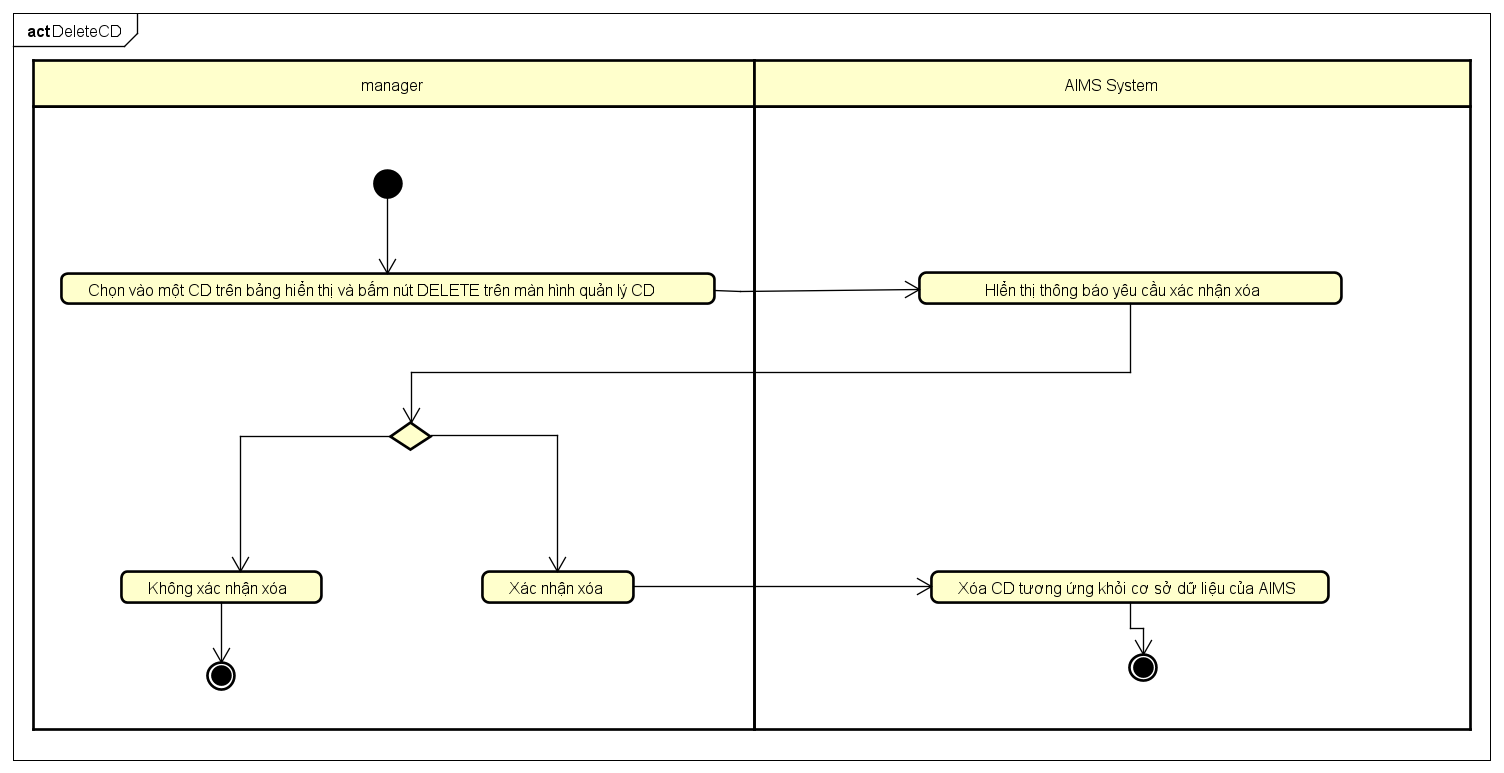 act DeleteCD
manager
AIMS System
Chọn vào một CD trên bảng hiển thị và bấm nút DELETE trên màn hình quản lý CD
HIển thị thông báo yêu cầu xác nhận xóa
Không xác nhận xóa
Xác nhận xóa
Xóa CD tương ứng khỏi cơ sở dữ liệu của AIMS